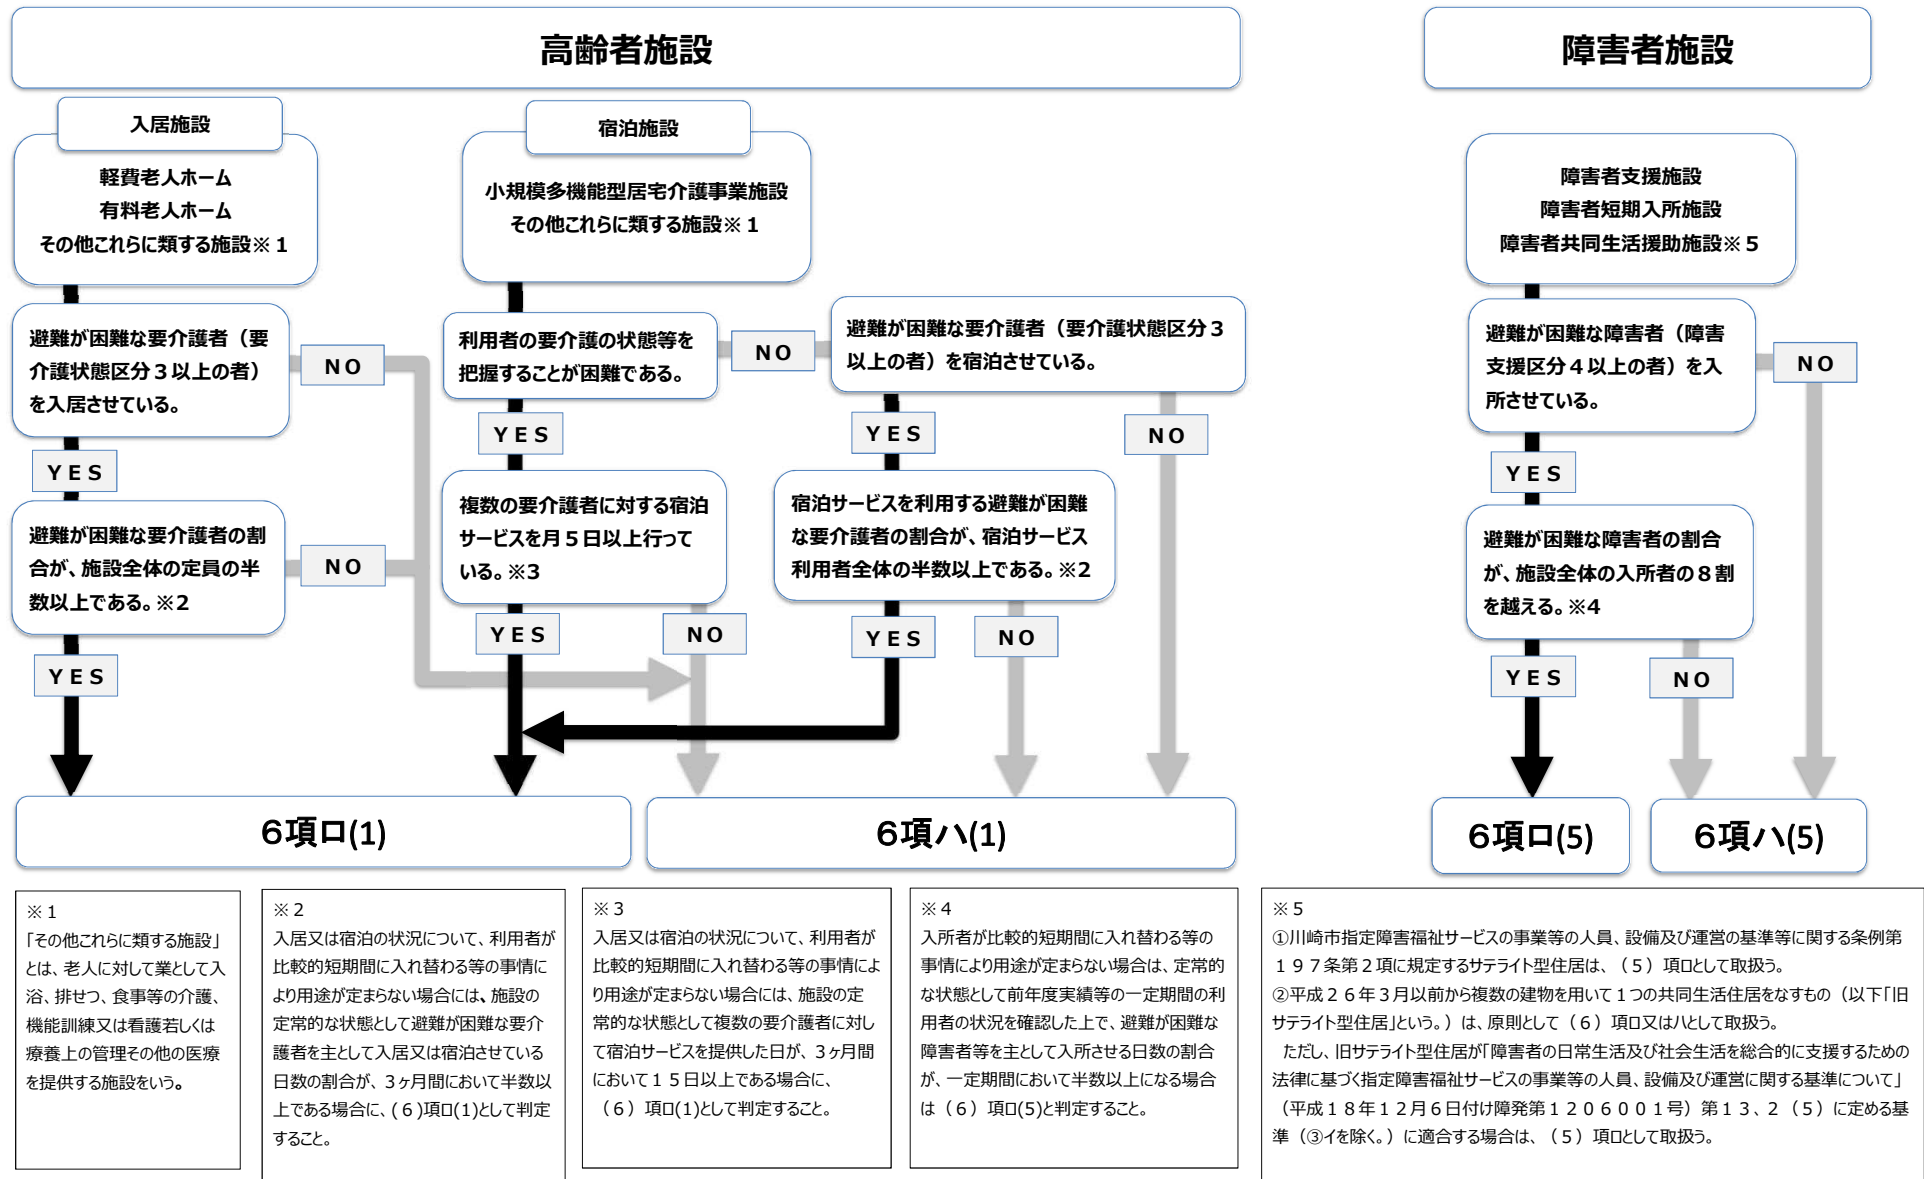 高齢者施設
障害者施設
入居施設
軽費老人ホーム
有料老人ホーム
その他これらに類する施設※１
宿泊施設
小規模多機能型居宅介護事業施設
その他これらに類する施設※１
障害者支援施設
障害者短期入所施設
障害者共同生活援助施設※５
避難が困難な要介護者（要
介護状態区分３以上の者）
を入居させている。
ＮＯ
利用者の要介護の状態等を
把握することが困難である。
ＮＯ
避難が困難な要介護者（要介護状態区分３
以上の者）を宿泊させている。
避難が困難な障害者（障害
支援区分４以上の者）を入
所させている。
ＮＯ
ＹＥＳ
ＹＥＳ
ＹＥＳ
ＮＯ
ＹＥＳ
避難が困難な要介護者の割
合が、施設全体の定員の半
数以上である。※2
ＮＯ
複数の要介護者に対する宿泊
サービスを月５日以上行って
いる。※3
宿泊サービスを利用する避難が困難
な要介護者の割合が、宿泊サービス
利用者全体の半数以上である。※2
避難が困難な障害者の割合
が、施設全体の入所者の８割
を越える。※4
ＹＥＳ
ＹＥＳ
ＮＯ
ＹＥＳ
ＮＯ
ＹＥＳ
ＮＯ
６項ロ(1)
６項ハ(1)
６項ロ(5)
６項ハ(5)
※１
「その他これらに類する施設」
とは、老人に対して業として入
浴、排せつ、食事等の介護、
機能訓練又は看護若しくは
療養上の管理その他の医療
を提供する施設をいう。
※２
入居又は宿泊の状況について、利用者が
比較的短期間に入れ替わる等の事情に
より用途が定まらない場合には、施設の
定常的な状態として避難が困難な要介
護者を主として入居又は宿泊させている
日数の割合が、３ヶ月間において半数以
上である場合に、(６)項ロ(1)として判定
すること。
※３
入居又は宿泊の状況について、利用者が
比較的短期間に入れ替わる等の事情によ
り用途が定まらない場合には、施設の定
常的な状態として複数の要介護者に対し
て宿泊サービスを提供した日が、３ヶ月間
において１５日以上である場合に、
（６）項ロ(1)として判定すること。
※４
入所者が比較的短期間に入れ替わる等の
事情により用途が定まらない場合は、定常的
な状態として前年度実績等の一定期間の利
用者の状況を確認した上で、避難が困難な
障害者等を主として入所させる日数の割合
が、一定期間において半数以上になる場合
は（６）項ロ(5)と判定すること。
※５
①川崎市指定障害福祉サービスの事業等の人員、設備及び運営の基準等に関する条例第
１９７条第２項に規定するサテライト型住居は、（５）項ロとして取扱う。
②平成２６年３月以前から複数の建物を用いて１つの共同生活住居をなすもの（以下「旧
サテライト型住居」という。）は、原則として（６）項ロ又はハとして取扱う。
ただし、旧サテライト型住居が「障害者の日常生活及び社会生活を総合的に支援するための
法律に基づく指定障害福祉サービスの事業等の人員、設備及び運営に関する基準について」
（平成１８年１２月６日付け障発第１２０６００１号）第１３、２（５）に定める基
準（③イを除く。）に適合する場合は、（５）項ロとして取扱う。